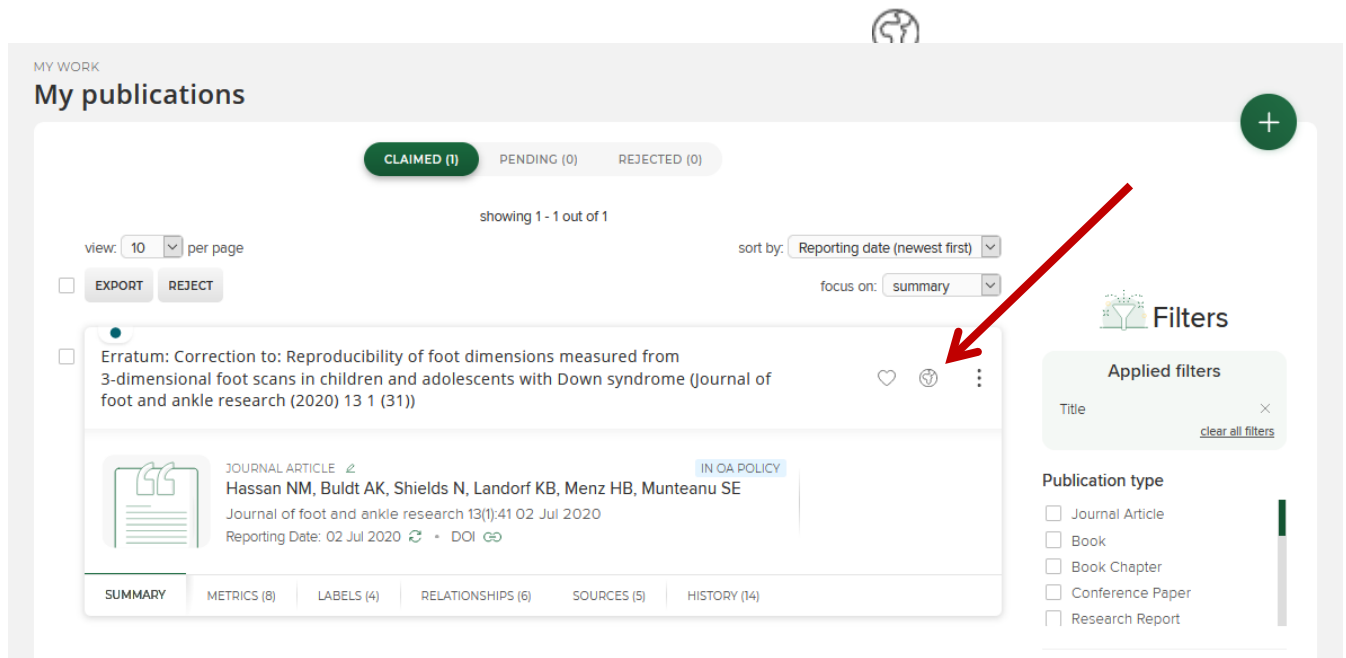 MY WORK
My publications
CLAIMED (1) PENDING (0) REJECTED (0)
showing 1 - 1 out of 1
view: 10 per page
sort by: Reporting date (newest first)
EXPORT REJECT
focus on: summary
Erratum: Correction to: Reproducibility of foot dimensions measured from
3-dimensional foot scans in children and adolescents with Down syndrome (Journal of
foot and ankle research (2020) 13 1 (31))
JOURNAL ARTICLE
IN OA POLICY
Hassan NM, Buldt AK, Shields N, Landorf KB, Menz HB, Munteanu SE
Journal of foot and ankle research 13(1):41 02 Jul 2020
Reporting Date: 02 Jul 2020 • DOI
SUMMARY METRICS (8) LABELS (4) RELATIONSHIPS (6) SOURCES (5) HISTORY (14)
Filters
Applied filters
Title
clear all filters
Publication type
Journal Article
Book
Book Chapter
Conference Paper
Research Report